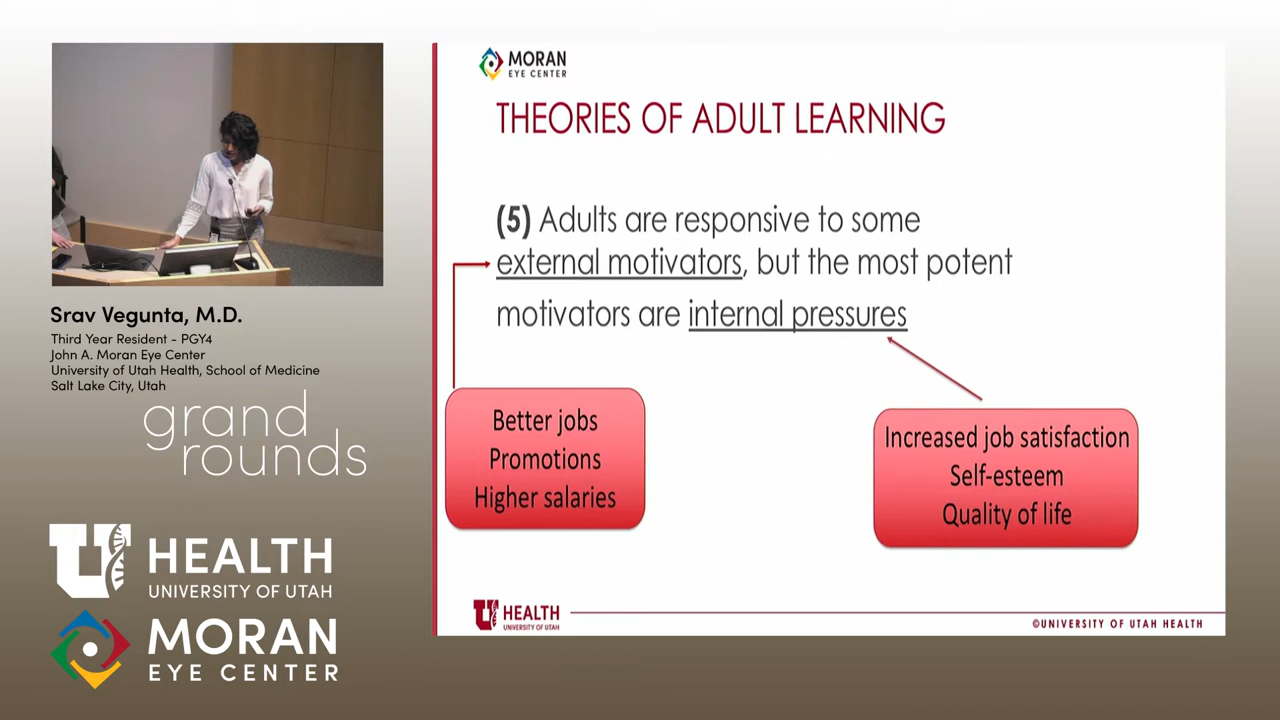 Srav Vegunta, M.D.
Third Year Resident - PGY4
John A. Moran Eye Center
University of Utah Health, School of Medicine
Salt Lake City, Utah
grand
rounds
U HEALTH
UNIVERSITY OF UTAH
MORAN
EYE CENTER
MORAN
EYE CENTER
THEORIES OF ADULT LEARNING
(5) Adults are responsive to some
external motivators, but the most potent
motivators are internal pressures
Better jobs
Promotions
Higher salaries
Increased job satisfaction
Self-esteem
Quality of life
U HEALTH
UNIVERSITY OF UTAH
©UNIVERSITY OF UTAH HEALTH